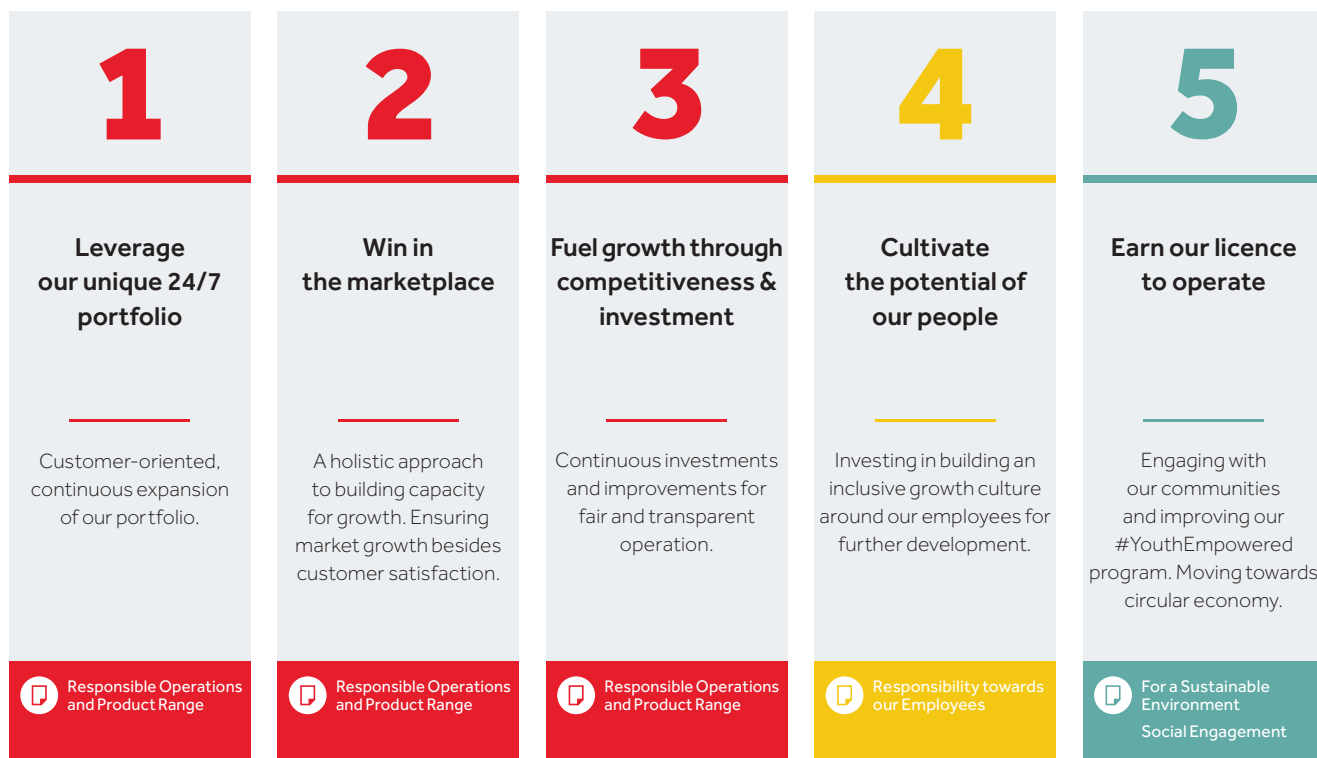 1
Leverage
our unique 24/7
portfolio
Customer-oriented,
continuous expansion
of our portfolio.
Responsible Operations
and Product Range
2
Win in
the marketplace
A holistic approach
to building capacity
for growth. Ensuring
market growth besides
customer satisfaction.
Responsible Operations
and Product Range
3
Fuel growth through
competitiveness &
investment
Continuous investments
and improvements for
fair and transparent
operation.
Responsible Operations
and Product Range
4
Cultivate
the potential of
our people
Investing in building an
inclusive growth culture
around our employees for
further development.
Responsibility towards
our Employees
5
Earn our licence
to operate
Engaging with
our communities
and improving our
#YouthEmpowered
program. Moving towards
circular economy.
For a Sustainable
Environment
Social Engagement